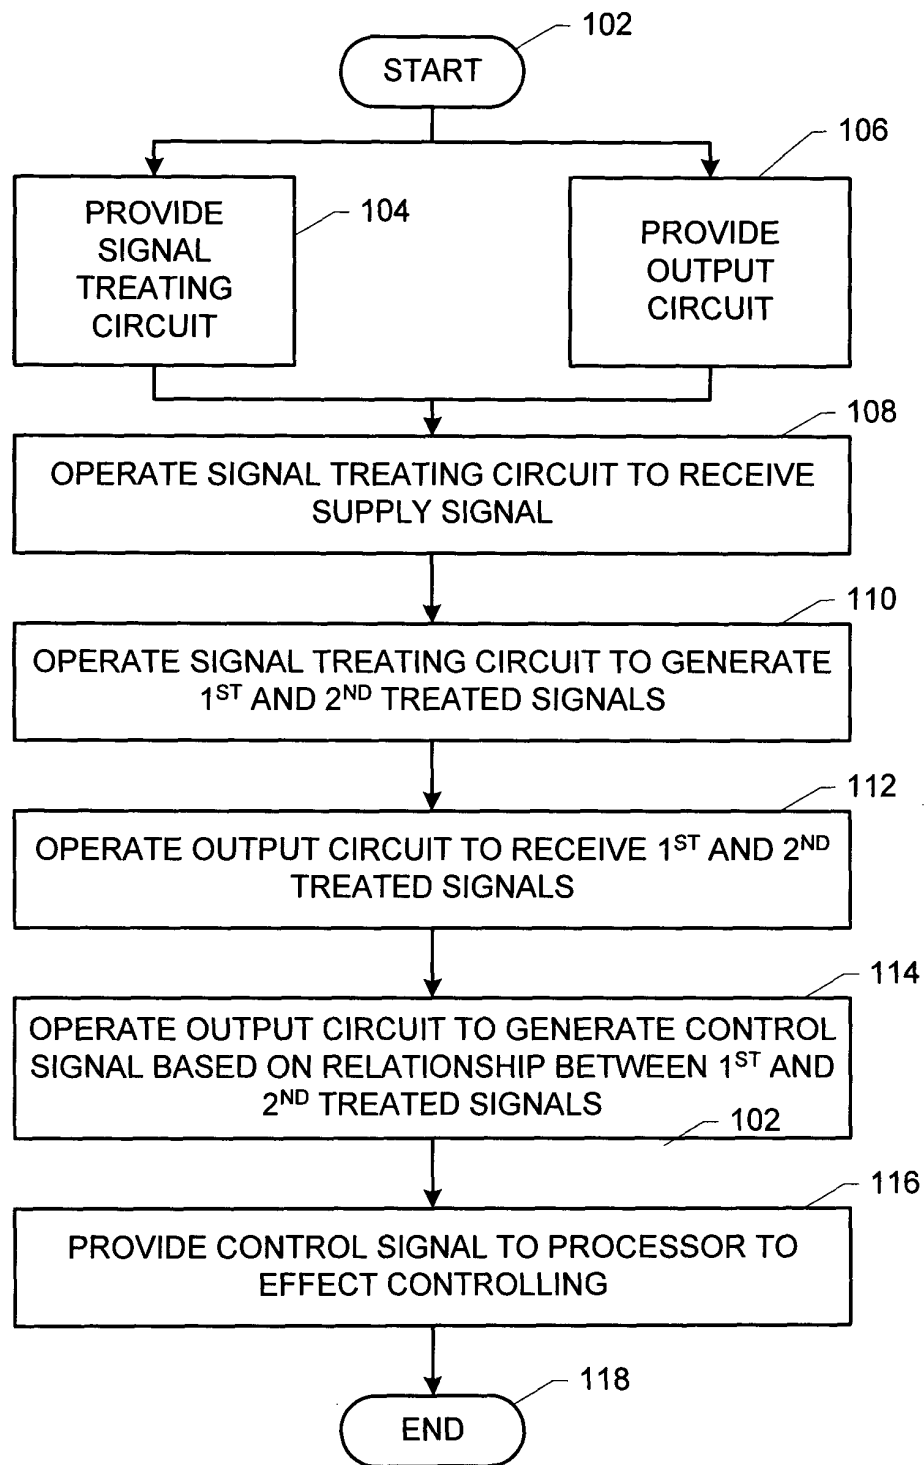 102
START
106
PROVIDE
SIGNAL
TREATING
CIRCUIT
104
PROVIDE
OUTPUT
CIRCUIT
108
OPERATE SIGNAL TREATING CIRCUIT TO RECEIVE
SUPPLY SIGNAL
110
OPERATE SIGNAL TREATING CIRCUIT TO GENERATE
1ST AND 2ND TREATED SIGNALS
112
OPERATE OUTPUT CIRCUIT TO RECEIVE 1ST AND 2ND
TREATED SIGNALS
114
OPERATE OUTPUT CIRCUIT TO GENERATE CONTROL
SIGNAL BASED ON RELATIONSHIP BETWEEN 1ST AND
2ND TREATED SIGNALS
102
116
PROVIDE CONTROL SIGNAL TO PROCESSOR TO
EFFECT CONTROLLING
118
END